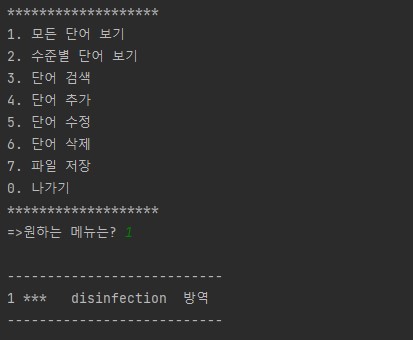 *******************
1. 모든 단어 보기
2. 수준별 단어 보기
3. 단어 검색
4. 단어 추가
5. 단어 수정
6. 단어 삭제
7. 파일 저장
0. 나가기
*******************
=>원하는 메뉴는? 1
---------------------------
1 ***   disinfection  방역
---------------------------